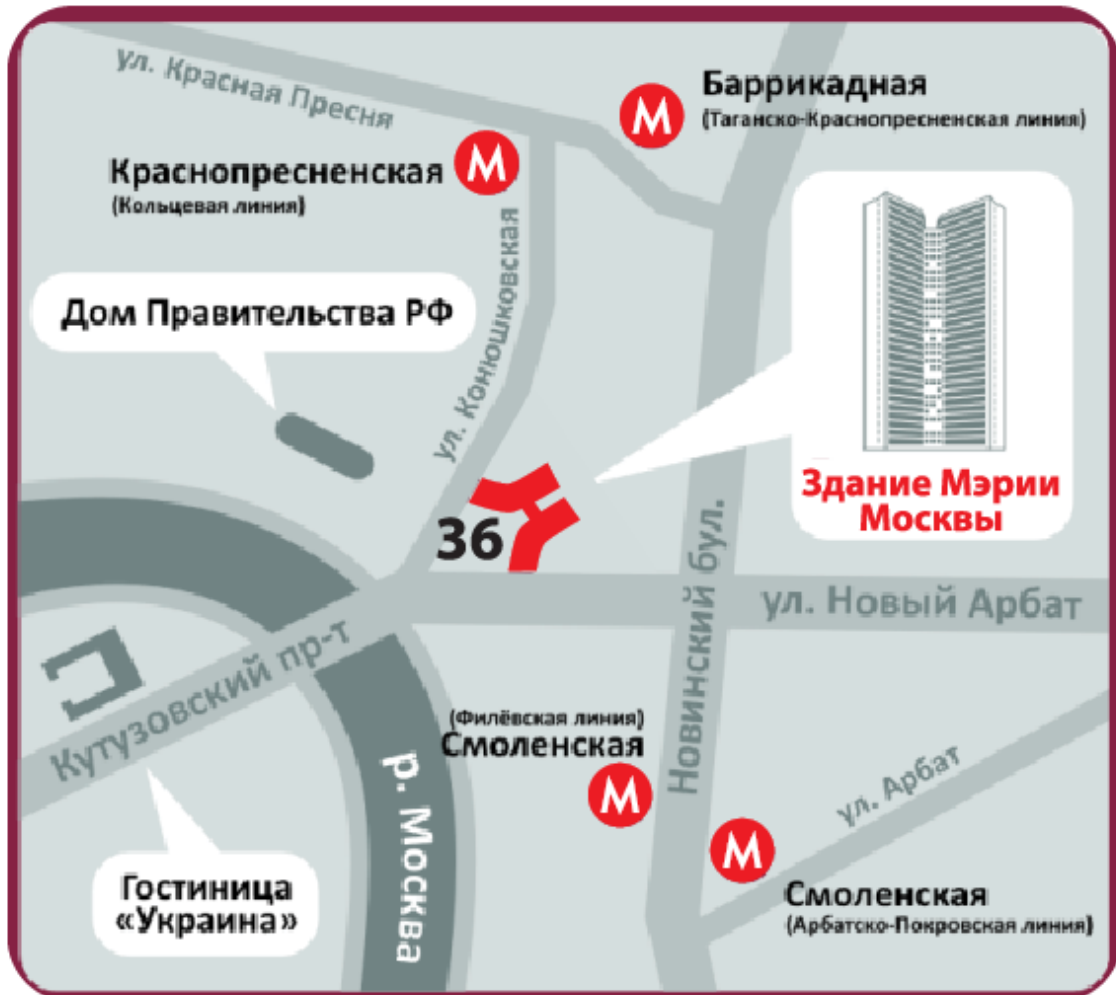 ул. Красная Пресня
М
Баррикадная
(Таганско-Краснопресненская линия)
Краснопресненская
(Кольцевая линия)
М
Дом Правительства РФ
ул. Конюшковская
Здание Мэрии
Москвы
36
ул. Новый Арбат
Новинский бул.
Кутузовский пр-т
(Филёвская линия)
Смоленская
М
р. Москва
ул. Арбат
М
Смоленская
(Арбатско-Покровская линия)
Гостиница
«Украина»